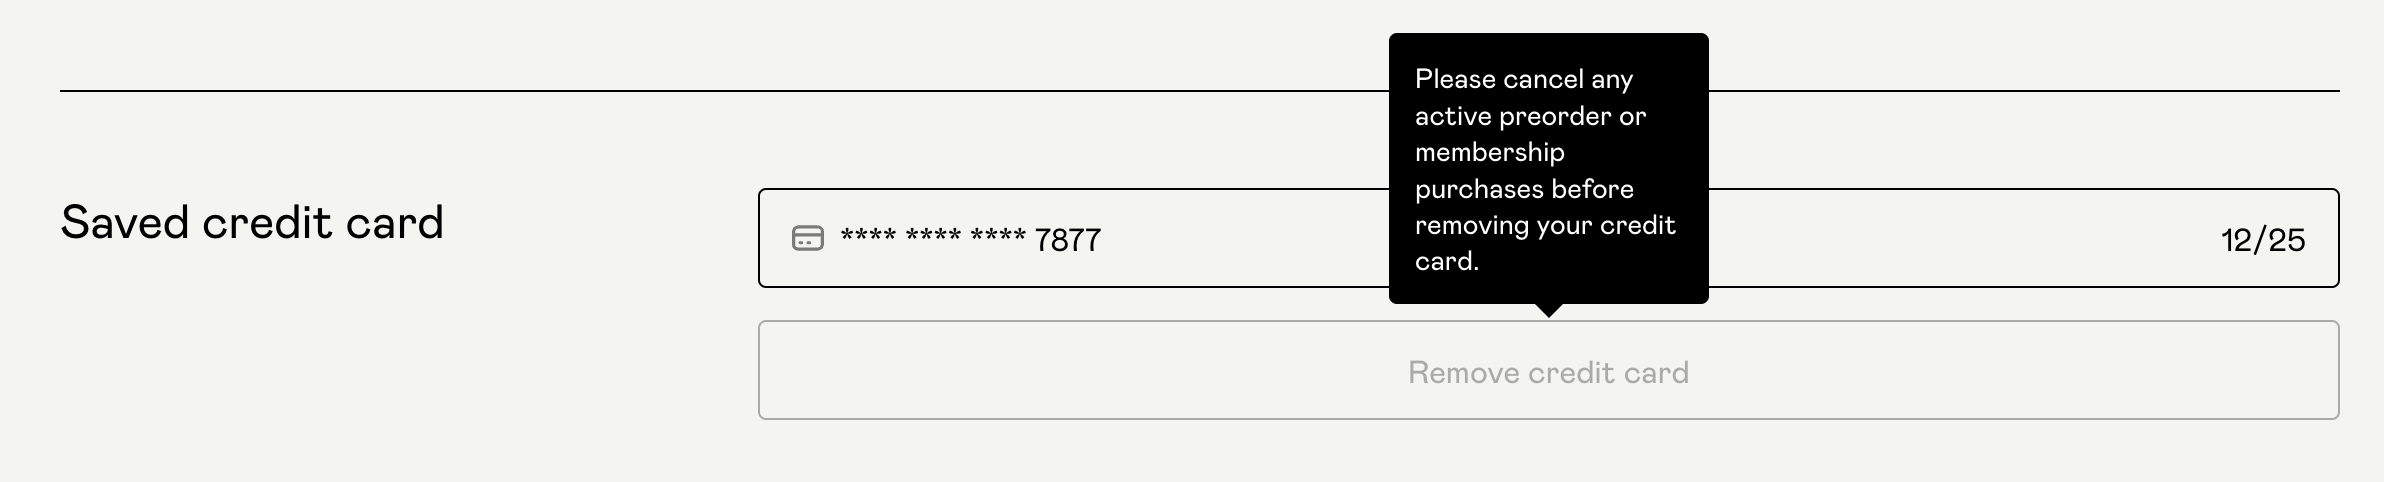 Please cancel any
active preorder or
membership
purchases before
removing your credit
card.
Saved credit card
**** **** **** 7877
12/25
Remove credit card